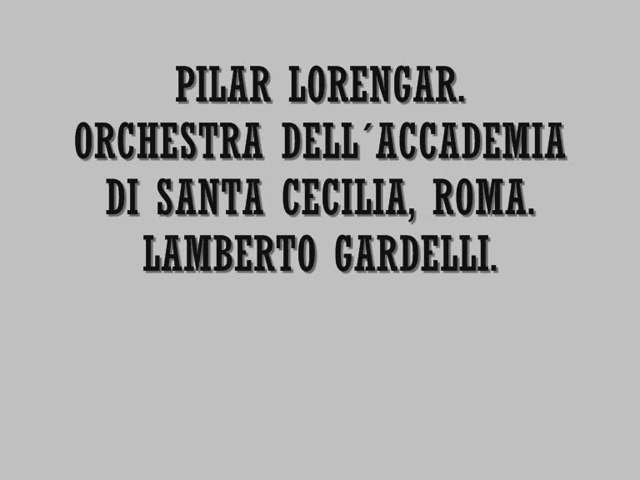 PILAR LORENGAR.
ORCHESTRA DELL´ACCADEMIA
DI SANTA CECILIA, ROMA.
LAMBERTO GARDELLI.